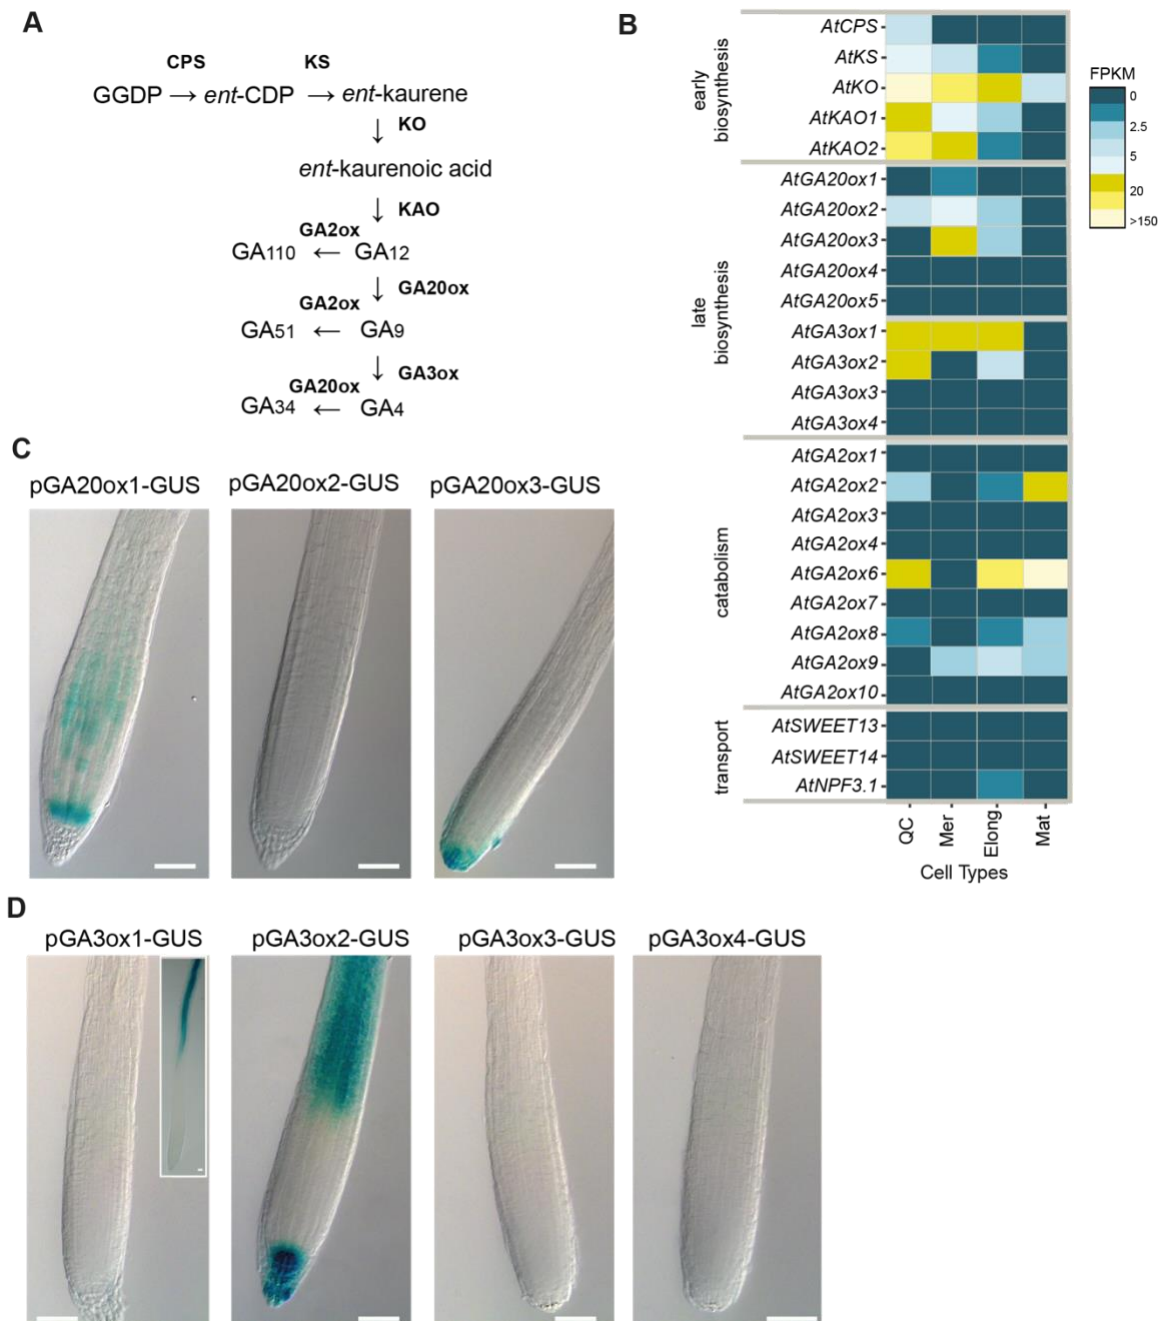 A
CPS KS
GGDP → ent-CDP → ent-kaurene
↓ KO
ent-kaurenoic acid
↓ KAO
GA2ox
GA110 ← GA12
↓ GA20ox
GA2ox
GA51 ← GA9
↓ GA3ox
GA20ox
GA34 ← GA4
B
early
biosynthesis
AtCPS
AtKS
AtKO
AtKAO1
AtKAO2
late
biosynthesis
AtGA20ox1
AtGA20ox2
AtGA20ox3
AtGA20ox4
AtGA20ox5
AtGA3ox1
AtGA3ox2
AtGA3ox3
AtGA3ox4
catabolism
AtGA2ox1
AtGA2ox2
AtGA2ox3
AtGA2ox4
AtGA2ox6
AtGA2ox7
AtGA2ox8
AtGA2ox9
AtGA2ox10
transport
AtSWEET13
AtSWEET14
AtNPF3.1
QC Mer Elong. Mat
Cell Types
FPKM
0
2.5
5
20
>150
C
pGA20ox1-GUS pGA20ox2-GUS pGA20ox3-GUS
D
pGA3ox1-GUS pGA3ox2-GUS pGA3ox3-GUS pGA3ox4-GUS